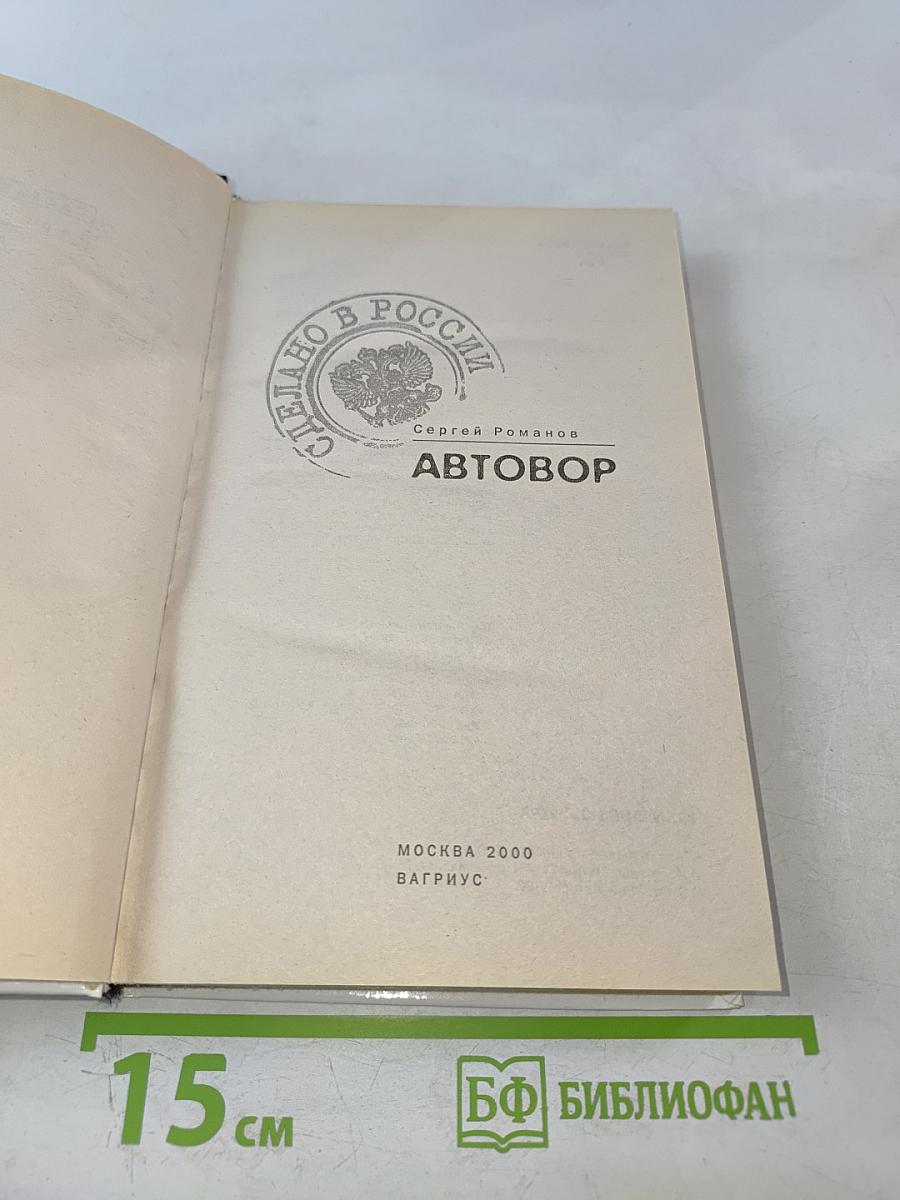 СДЕЛАНО В РОССИИ
Сергей Романов
АВТОВОР
МОСКВА 2000
ВАГРИУС
15 см
БФ БИБЛИОФАН